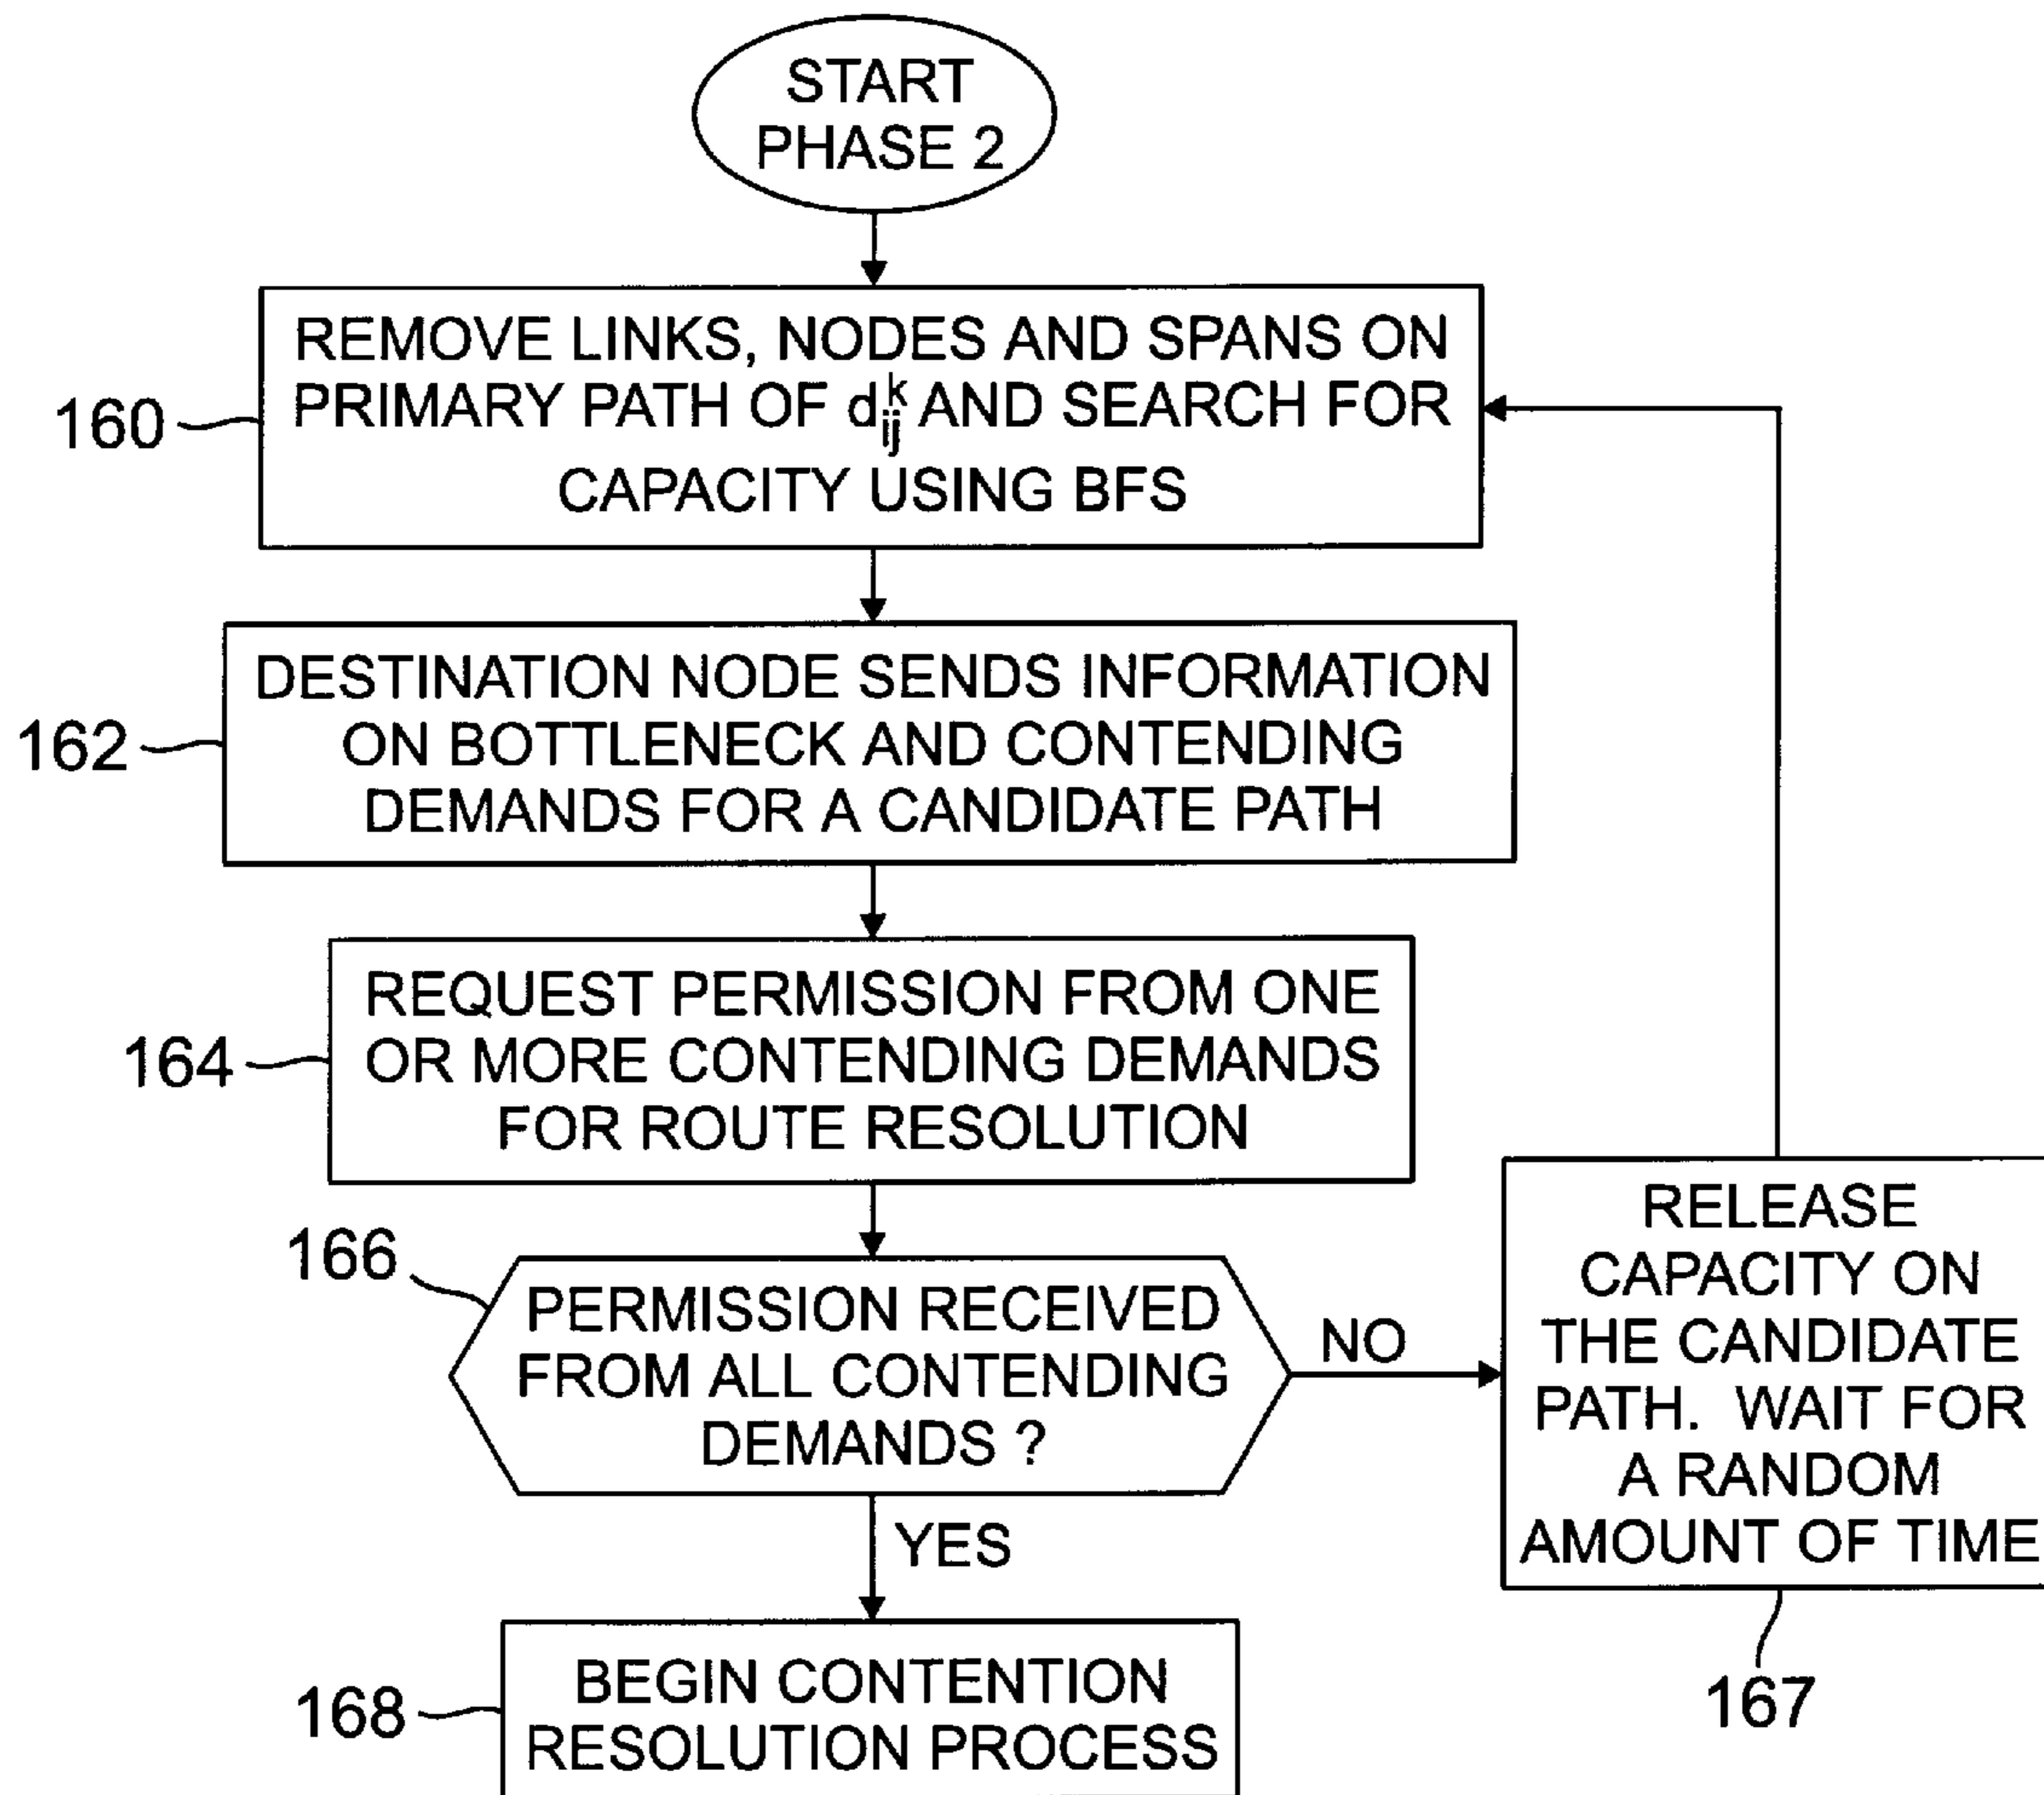 START
PHASE 2
160
REMOVE LINKS, NODES AND SPANS ON
PRIMARY PATH OF d^k_ij AND SEARCH FOR
CAPACITY USING BFS
162
DESTINATION NODE SENDS INFORMATION
ON BOTTLENECK AND CONTENDING
DEMANDS FOR A CANDIDATE PATH
164
REQUEST PERMISSION FROM ONE
OR MORE CONTENDING DEMANDS
FOR ROUTE RESOLUTION
166
PERMISSION RECEIVED
FROM ALL CONTENDING
DEMANDS ?
NO
RELEASE
CAPACITY ON
THE CANDIDATE
PATH. WAIT FOR
A RANDOM
AMOUNT OF TIME
167
YES
168
BEGIN CONTENTION
RESOLUTION PROCESS